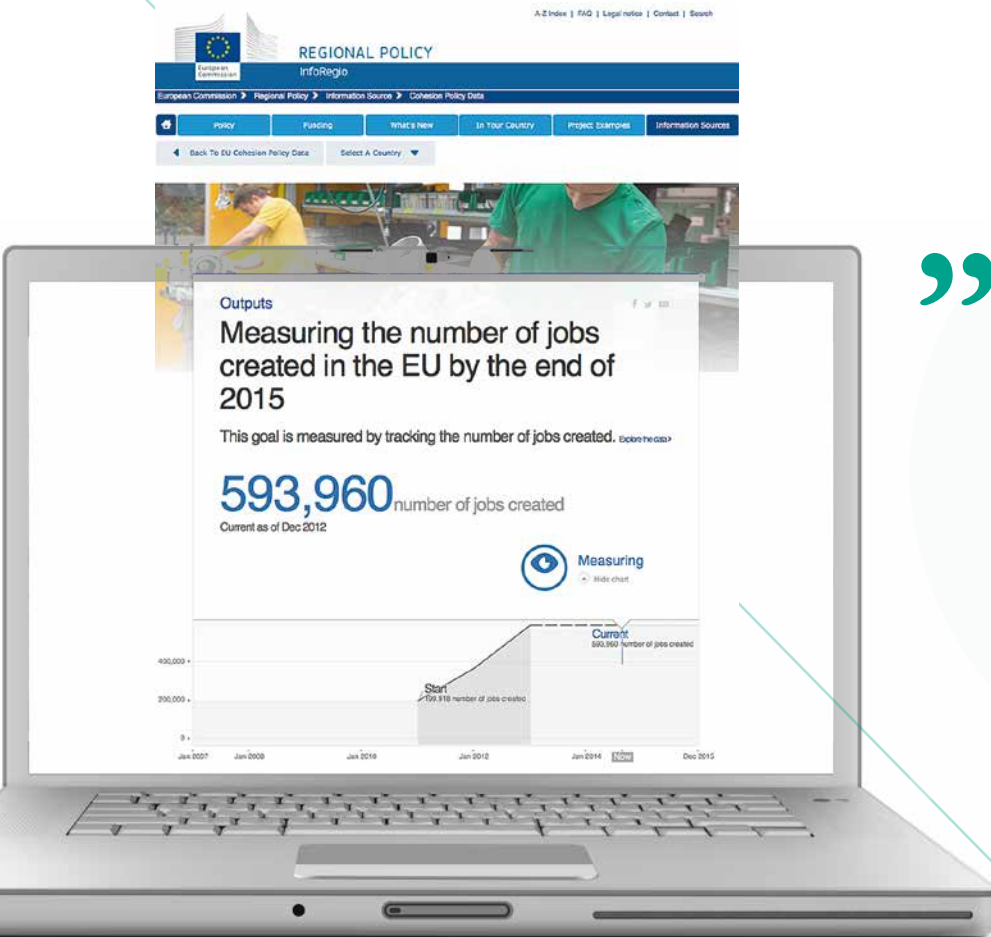 A-Z Index | FAQ | Legal notice | Contact | Search
European
Commission
REGIONAL POLICY
InfoRegio
European Commission > Regional Policy > Information Source > Cohesion Policy Data
Policy Funding What's New In Your Country Project Examples Information Sources
Back To EU Cohesion Policy Data Select A Country
Outputs
Measuring the number of jobs
created in the EU by the end of
2015
This goal is measured by tracking the number of jobs created. Explore the data>
593,960 number of jobs created
Current as of Dec 2012
Measuring
Hide chart
Current
593,960 number of jobs created
400,000
Start
199,918 number of jobs created
200,000
0
Jan 2007 Jan 2008 Jan 2010 Jan 2012 Jan 2014 Now Dec 2015
”